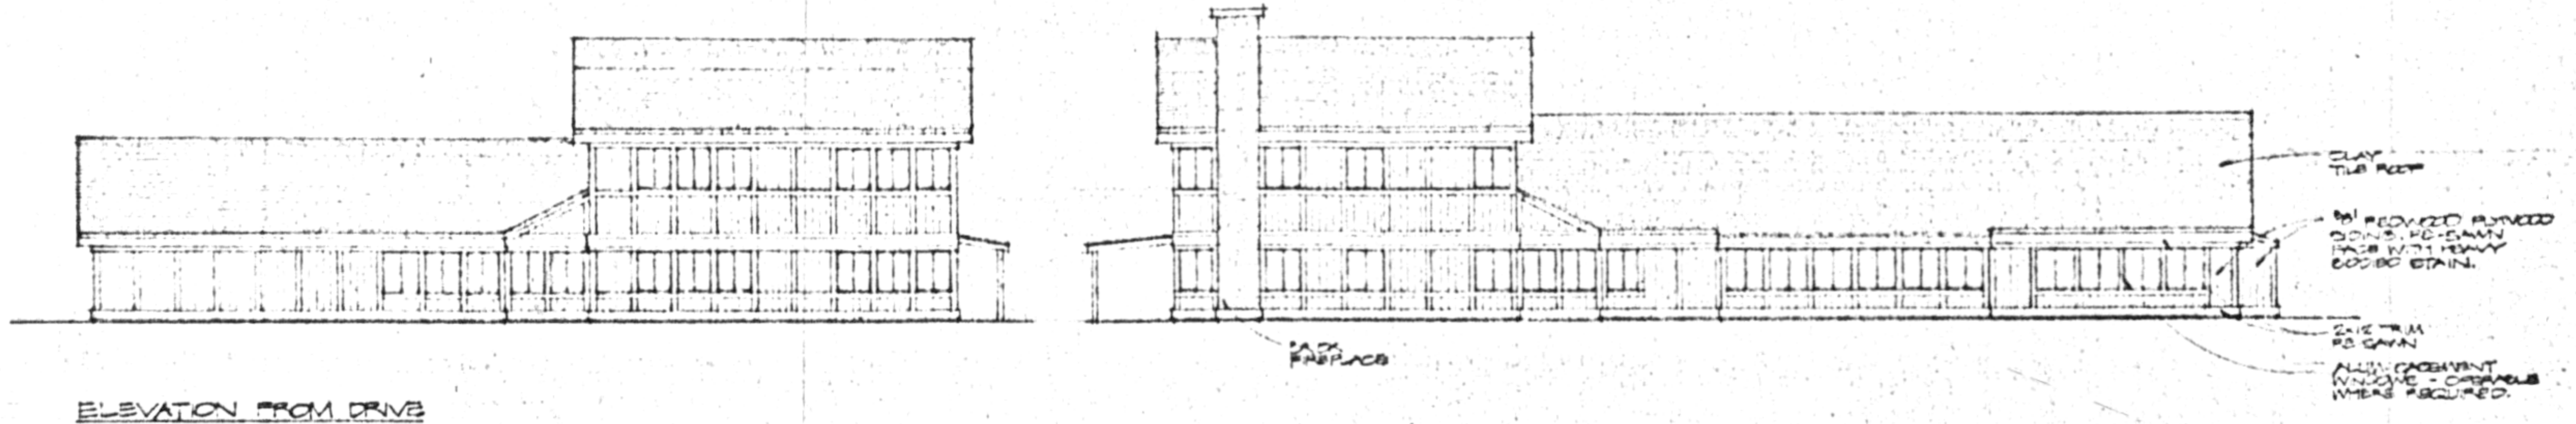 CLAY
TILE ROOF
REDWOOD PLYWOOD
SIDING, RE-SAWN
FACE WITH HEAVY
BODIED STAIN.
2x12 TRIM
RE-SAWN
ALUM. CASEMENT
WINDOWS - OPERABLE
WHERE REQUIRED.
FIREPLACE
ELEVATION FROM DRIVE